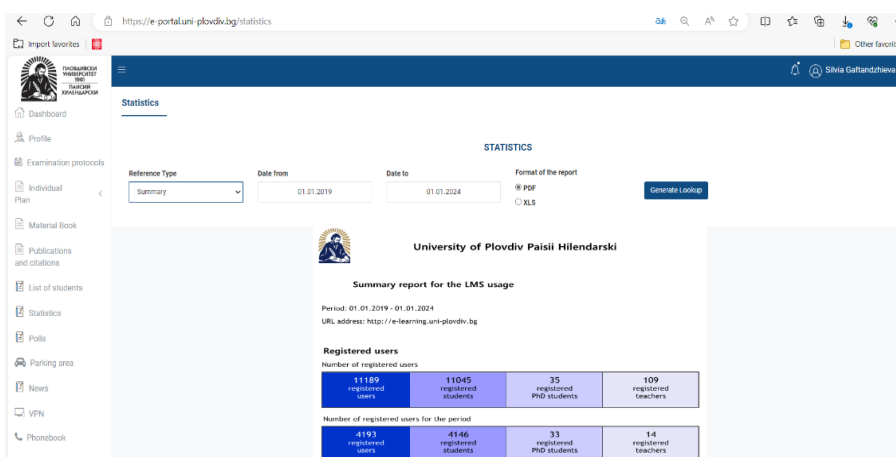 https://e-portal.uni-plovdiv.bg/statistics
Import favorites
Other favorit
ПЛОВДИВСКИ
УНИВЕРСИТЕТ
1961
ПАИСИЙ
ХИЛЕНДАРСКИ
Silvia Gaftandzhieva
Dashboard
Profile
Examination protocols
Individual
Plan
Material Book
Publications
and citations
List of students
Statistics
Polls
Parking area
News
VPN
Phonebook
Statistics
STATISTICS
Reference Type
Date from
Date to
Format of the report
Summary
01.01.2019
01.01.2024
PDF
XLS
Generate Lookup
University of Plovdiv Paisii Hilendarski
Summary report for the LMS usage
Period: 01.01.2019 - 01.01.2024
URL address: http://e-learning.uni-plovdiv.bg
Registered users
Number of registered users
11189 registered users
11045 registered students
35 registered PhD students
109 registered teachers
Number of registered users for the period
4193 registered users
4146 registered students
33 registered PhD students
14 registered teachers